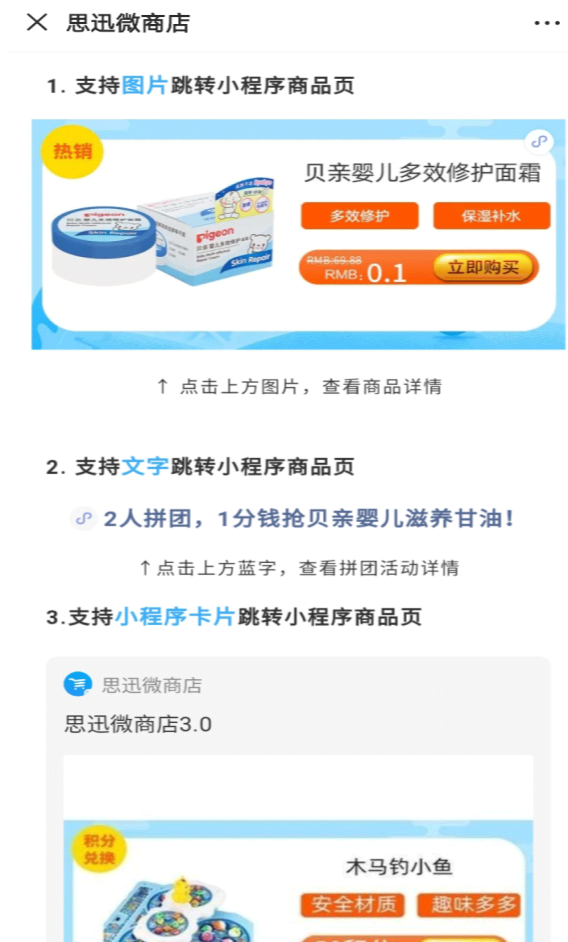 思迅微商店
1. 支持图片跳转小程序商品页
热销
贝亲婴儿多效修护面霜
多效修护 保湿补水
RMB:69.88
RMB: 0.1 立即购买
pigeon
Skin Repair
pigeon
Skin Repair
↑ 点击上方图片，查看商品详情
2. 支持文字跳转小程序商品页
2人拼团，1分钱抢贝亲婴儿滋养甘油！
↑点击上方蓝字，查看拼团活动详情
3.支持小程序卡片跳转小程序商品页
思迅微商店
思迅微商店3.0
积分
兑换
木马钓小鱼
安全材质 趣味多多